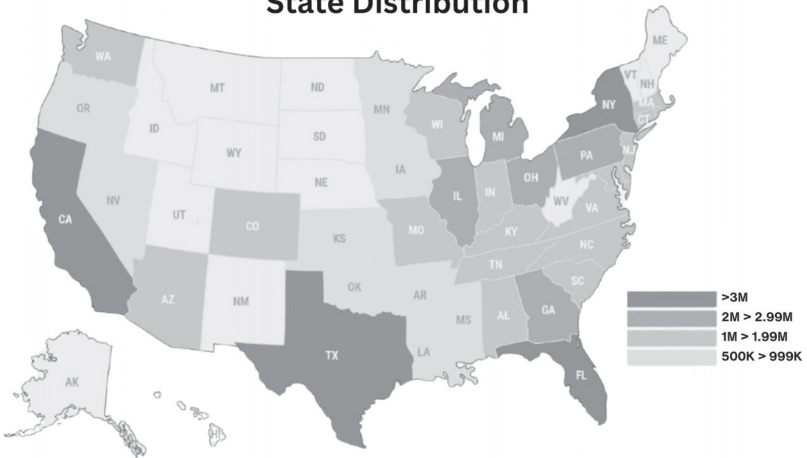 State Distribution
WA
MT
ND
MN
ME
VT
NH
OR
ID
SD
WI
MI
NY
MA
CT
WY
IA
PA
NJ
NE
IL
IN
OH
NV
UT
CO
WV
VA
CA
KS
MO
KY
NC
TN
AZ
NM
OK
AR
SC
MS
AL
GA
TX
LA
FL
AK
HI
>3M
2M > 2.99M
1M > 1.99M
500K > 999K